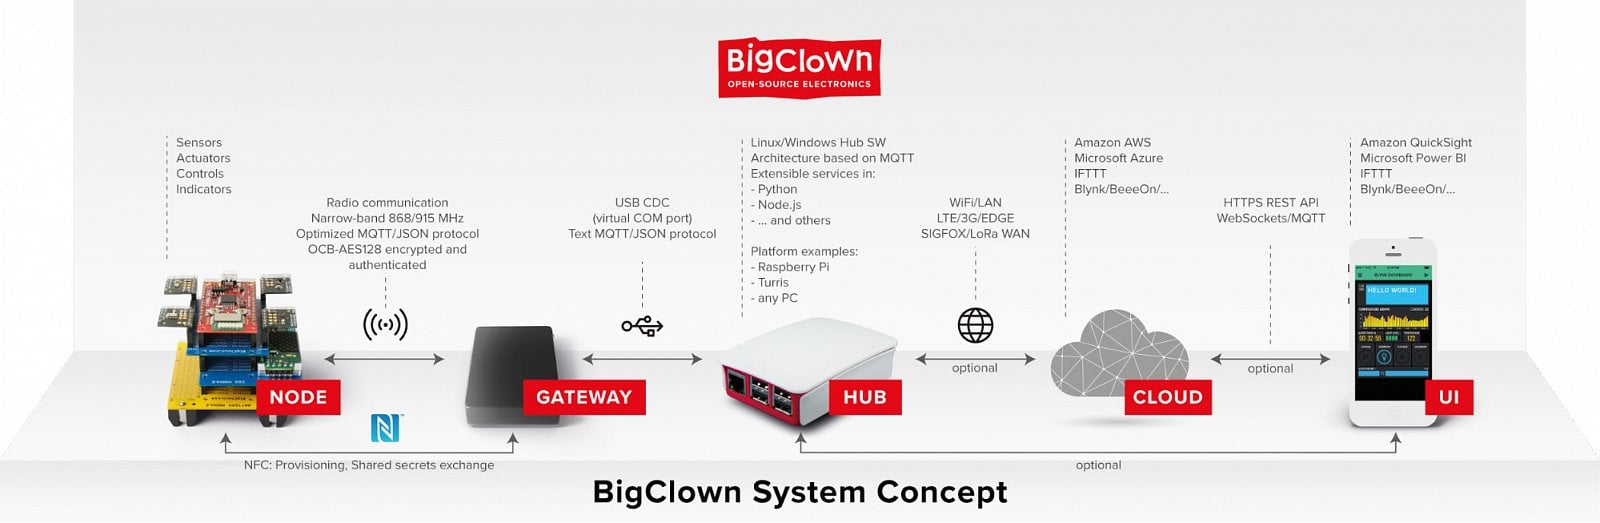 BigClown
OPEN-SOURCE ELECTRONICS
Sensors
Actuators
Controls
Indicators
Radio communication
Narrow-band 868/915 MHz
Optimized MQTT/JSON protocol
OCB-AES128 encrypted and
authenticated
USB CDC
(virtual COM port)
Text MQTT/JSON protocol
Linux/Windows Hub SW
Architecture based on MQTT
Extensible services in:
- Python
- Node.js
- ... and others
Platform examples:
- Raspberry Pi
- Turris
- any PC
WiFi/LAN
LTE/3G/EDGE
SIGFOX/LoRa WAN
Amazon AWS
Microsoft Azure
IFTTT
Blynk/BeeeOn/...
HTTPS REST API
WebSockets/MQTT
Amazon QuickSight
Microsoft Power BI
IFTTT
Blynk/BeeeOn/...
BLYNK DASHBOARD
HELLO WORLD!
BATTERY MODULE
NODE
GATEWAY
HUB
optional
CLOUD
optional
UI
N
NFC: Provisioning, Shared secrets exchange
optional
BigClown System Concept